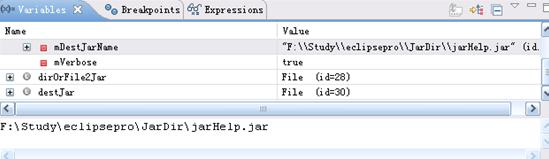 Variables Breakpoints Expressions
Name Value
mDestJarName "F:\\Study\\eclipsepro\\JarDir\\jarHelp.jar" (id.
mVerbose true
dirOrFile2Jar File (id=28)
destJar File (id=30)
F:\Study\eclipsepro\JarDir\jarHelp.jar